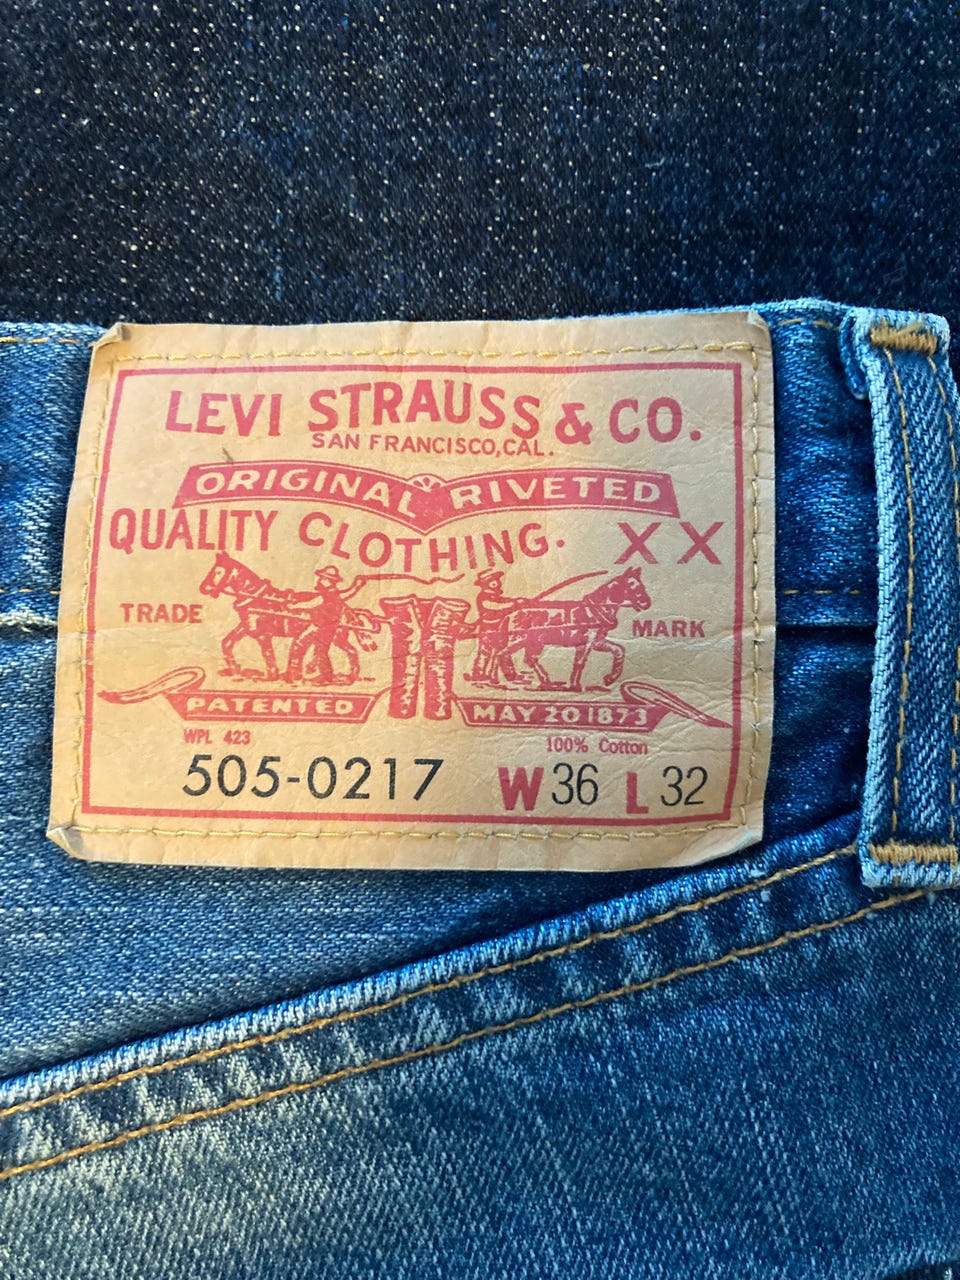 LEVI STRAUSS & CO.
SAN FRANCISCO, CAL.
ORIGINAL RIVETED
QUALITY CLOTHING. XX
TRADE MARK
PATENTED MAY 20 1873
WPL 423 100% Cotton
505-0217 W 36 L 32